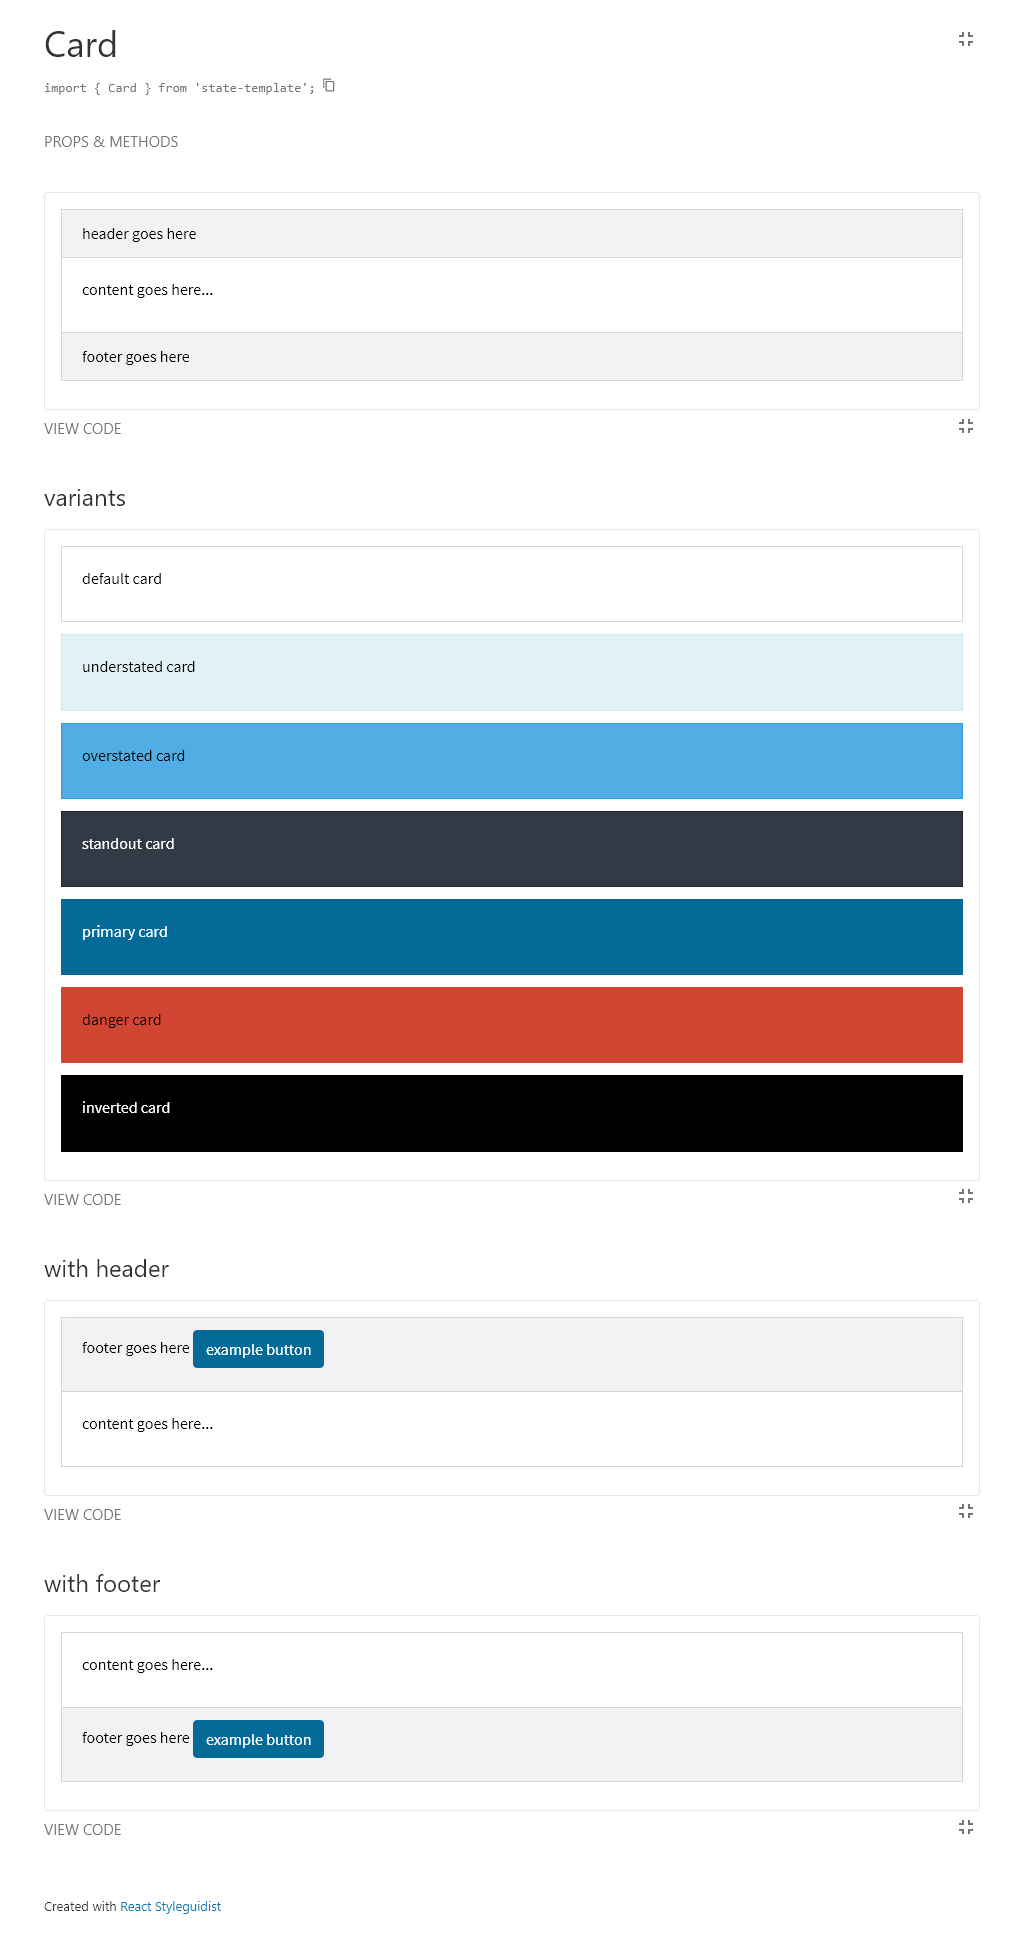 Card
import { Card } from 'state-template';
PROPS & METHODS
header goes here
content goes here...
footer goes here
VIEW CODE
variants
default card
understated card
overstated card
standout card
primary card
danger card
inverted card
VIEW CODE
with header
footer goes here example button
content goes here...
VIEW CODE
with footer
content goes here...
footer goes here example button
VIEW CODE
Created with React Styleguidist